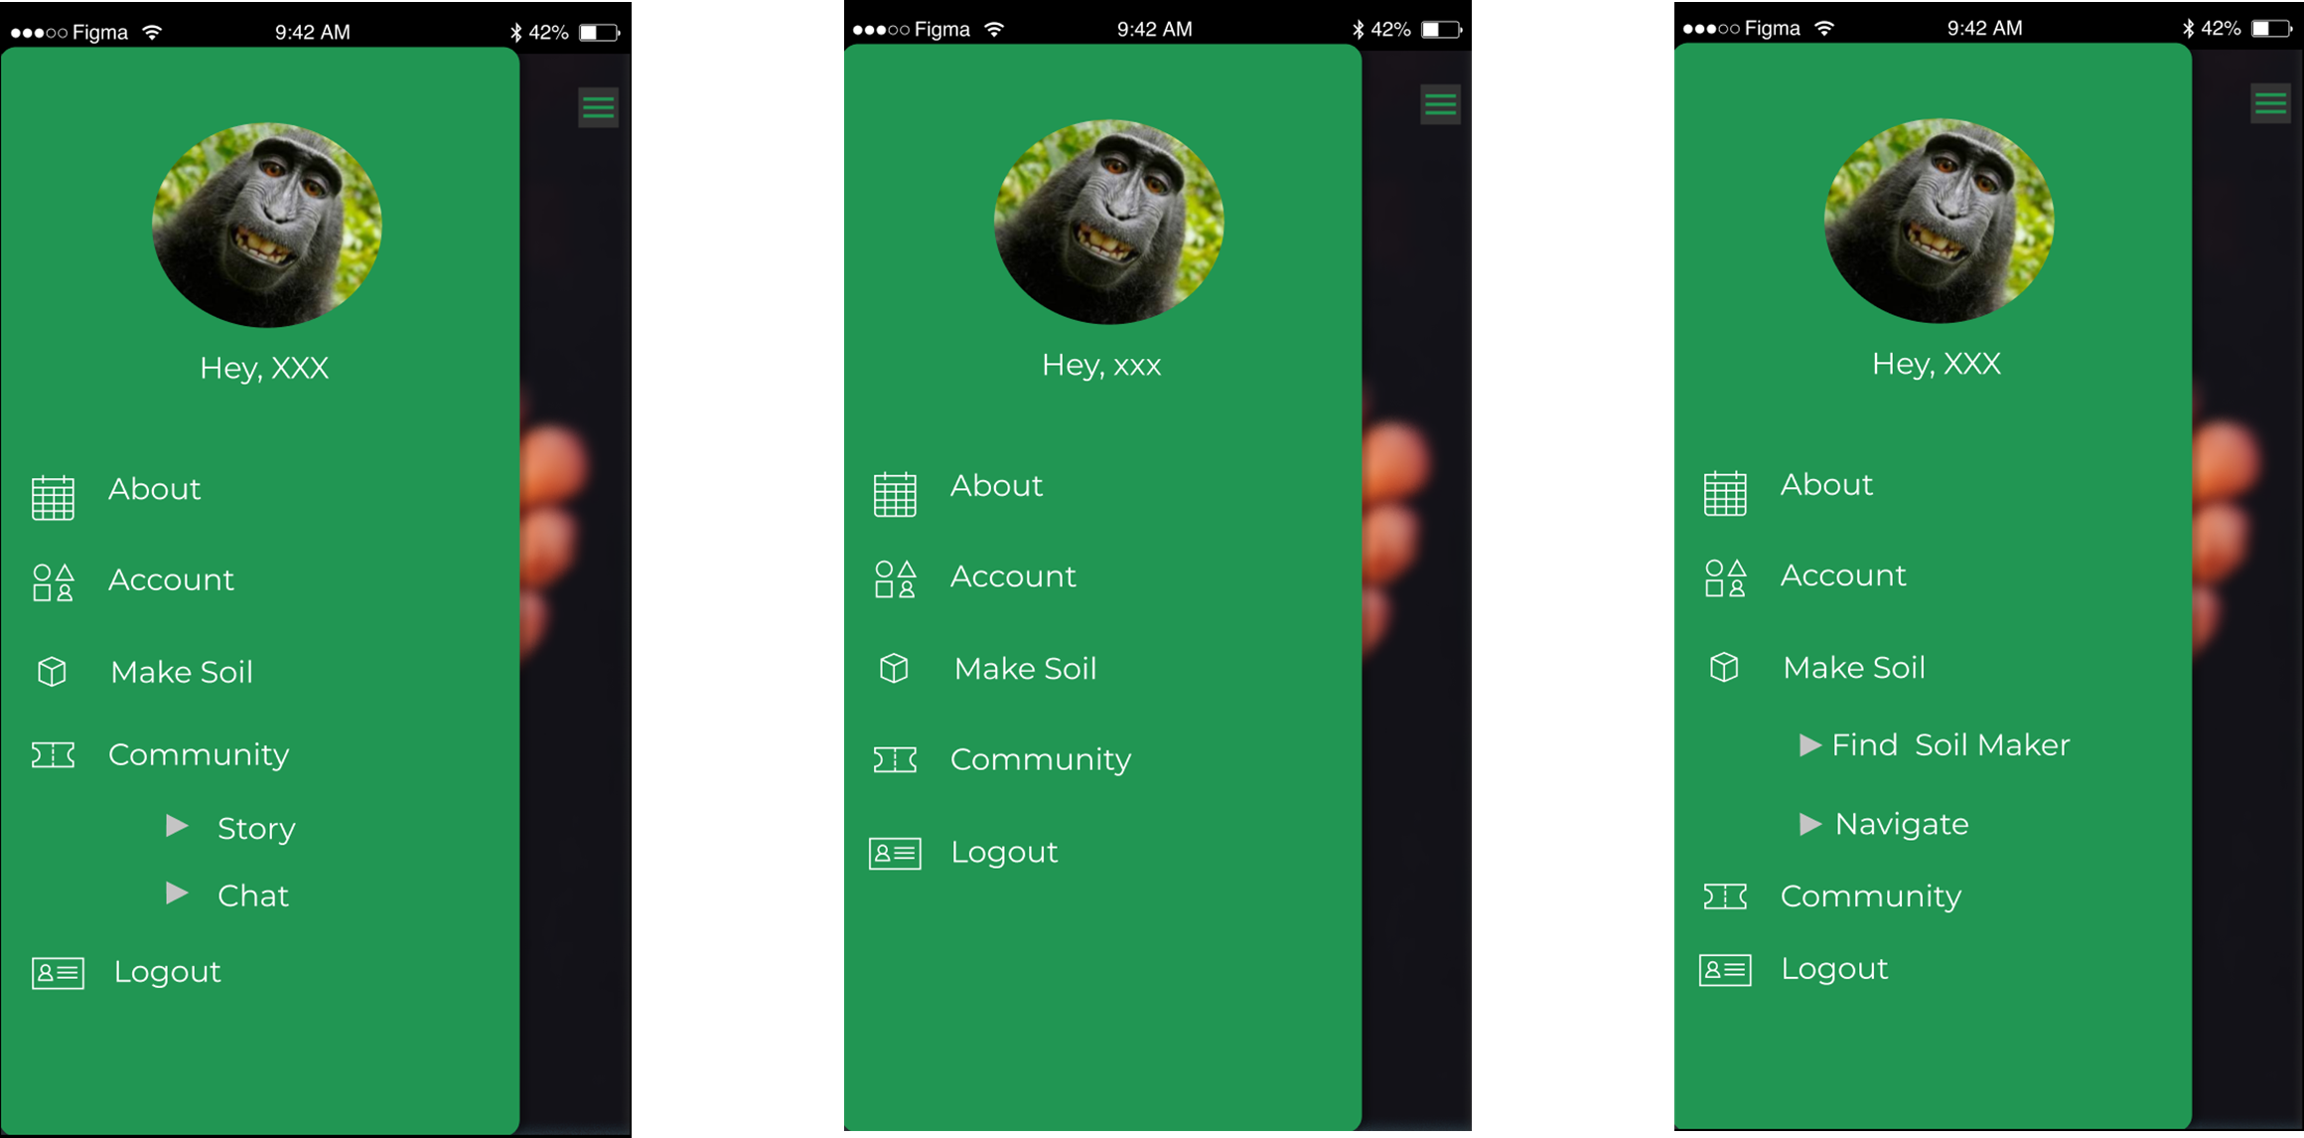 Figma 9:42 AM 42%
Hey, XXX
About
Account
Make Soil
Community
Story
Chat
Logout
Figma 9:42 AM 42%
Hey, xxx
About
Account
Make Soil
Community
Logout
Figma 9:42 AM 42%
Hey, XXX
About
Account
Make Soil
Find Soil Maker
Navigate
Community
Logout